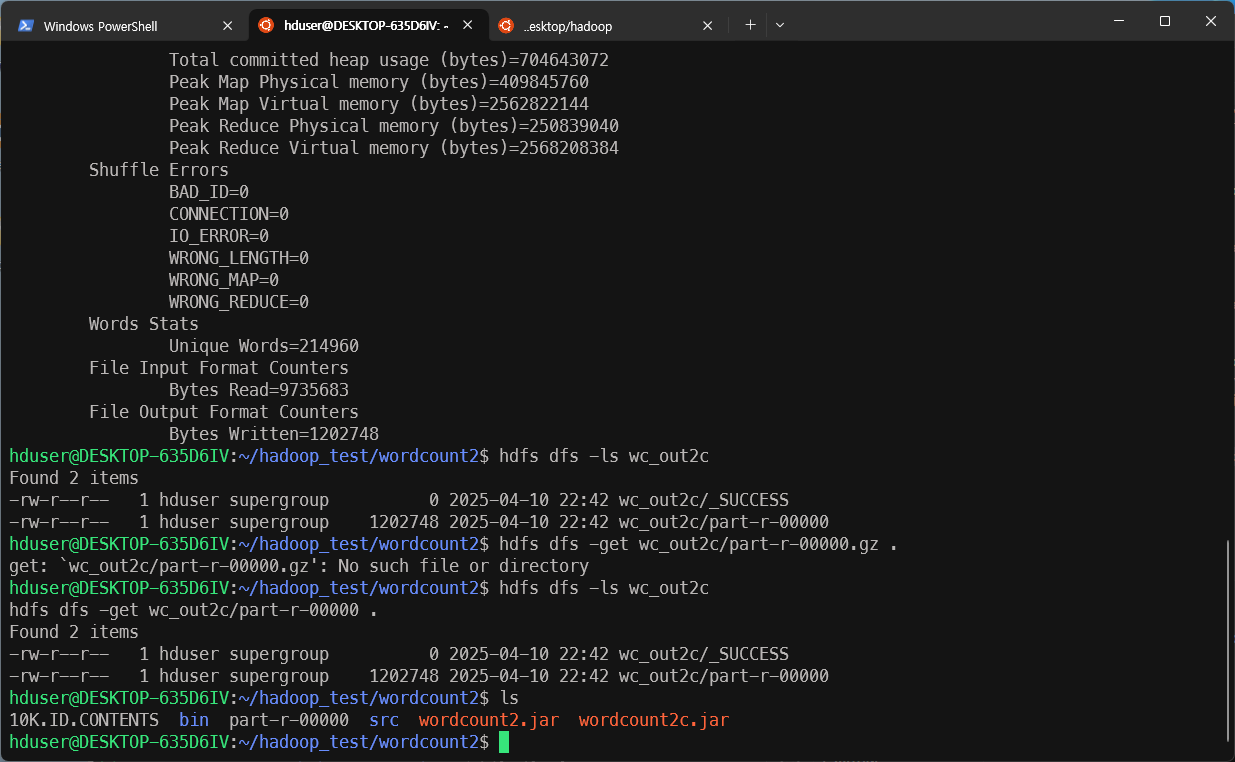 Windows PowerShell
hduser@DESKTOP-635D6IV: ~
..esktop/hadoop
Total committed heap usage (bytes)=704643072
Peak Map Physical memory (bytes)=409845760
Peak Map Virtual memory (bytes)=2562822144
Peak Reduce Physical memory (bytes)=250839040
Peak Reduce Virtual memory (bytes)=2568208384
Shuffle Errors
BAD_ID=0
CONNECTION=0
IO_ERROR=0
WRONG_LENGTH=0
WRONG_MAP=0
WRONG_REDUCE=0
Words Stats
Unique Words=214960
File Input Format Counters
Bytes Read=9735683
File Output Format Counters
Bytes Written=1202748
hduser@DESKTOP-635D6IV:~/hadoop_test/wordcount2$ hdfs dfs -ls wc_out2c
Found 2 items
-rw-r--r--   1 hduser supergroup          0 2025-04-10 22:42 wc_out2c/_SUCCESS
-rw-r--r--   1 hduser supergroup    1202748 2025-04-10 22:42 wc_out2c/part-r-00000
hduser@DESKTOP-635D6IV:~/hadoop_test/wordcount2$ hdfs dfs -get wc_out2c/part-r-00000.gz .
get: `wc_out2c/part-r-00000.gz': No such file or directory
hduser@DESKTOP-635D6IV:~/hadoop_test/wordcount2$ hdfs dfs -ls wc_out2c
hdfs dfs -get wc_out2c/part-r-00000 .
Found 2 items
-rw-r--r--   1 hduser supergroup          0 2025-04-10 22:42 wc_out2c/_SUCCESS
-rw-r--r--   1 hduser supergroup    1202748 2025-04-10 22:42 wc_out2c/part-r-00000
hduser@DESKTOP-635D6IV:~/hadoop_test/wordcount2$ ls
10K.ID.CONTENTS  bin  part-r-00000  src  wordcount2.jar  wordcount2c.jar
hduser@DESKTOP-635D6IV:~/hadoop_test/wordcount2$